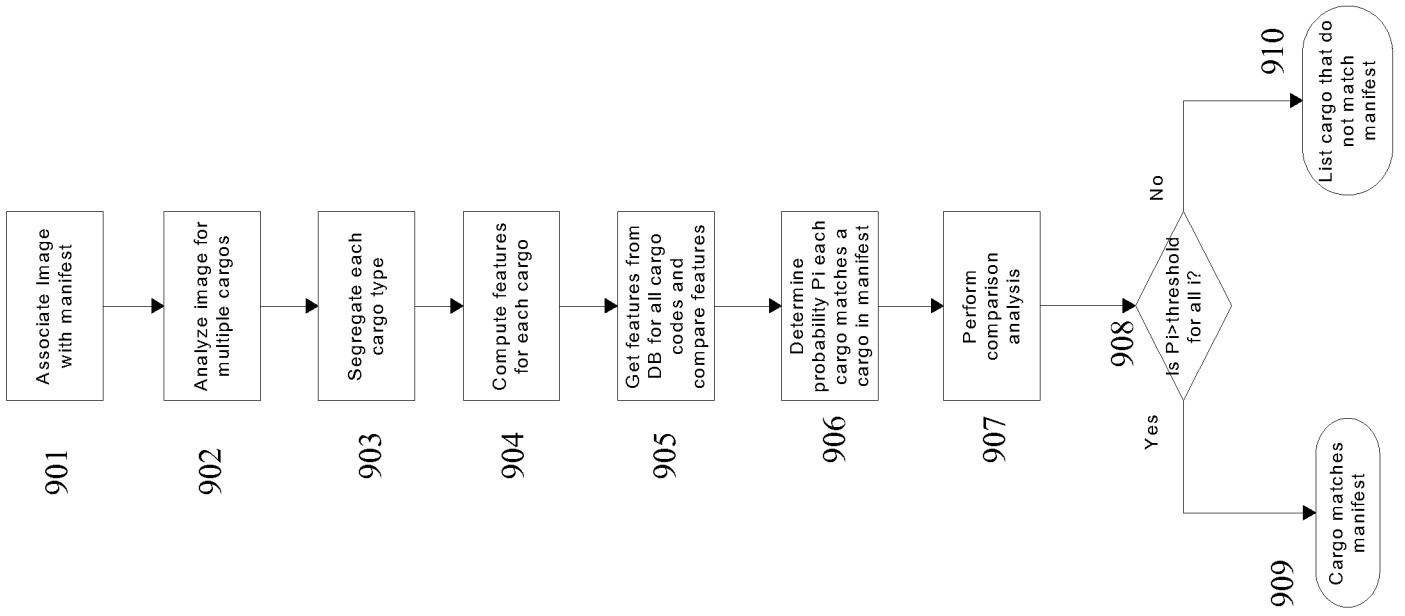 901
Associate Image
with manifest
902
Analyze image for
multiple cargos
903
Segregate each
cargo type
904
Compute features
for each cargo
905
Get features from
DB for all cargo
codes and
compare features
906
Determine
probability Pi each
cargo matches a
cargo in manifest
907
Perform
comparison
analysis
908
Is Pi>threshold
for all i?
Yes
No
909
Cargo matches
manifest
910
List cargo that do
not match
manifest